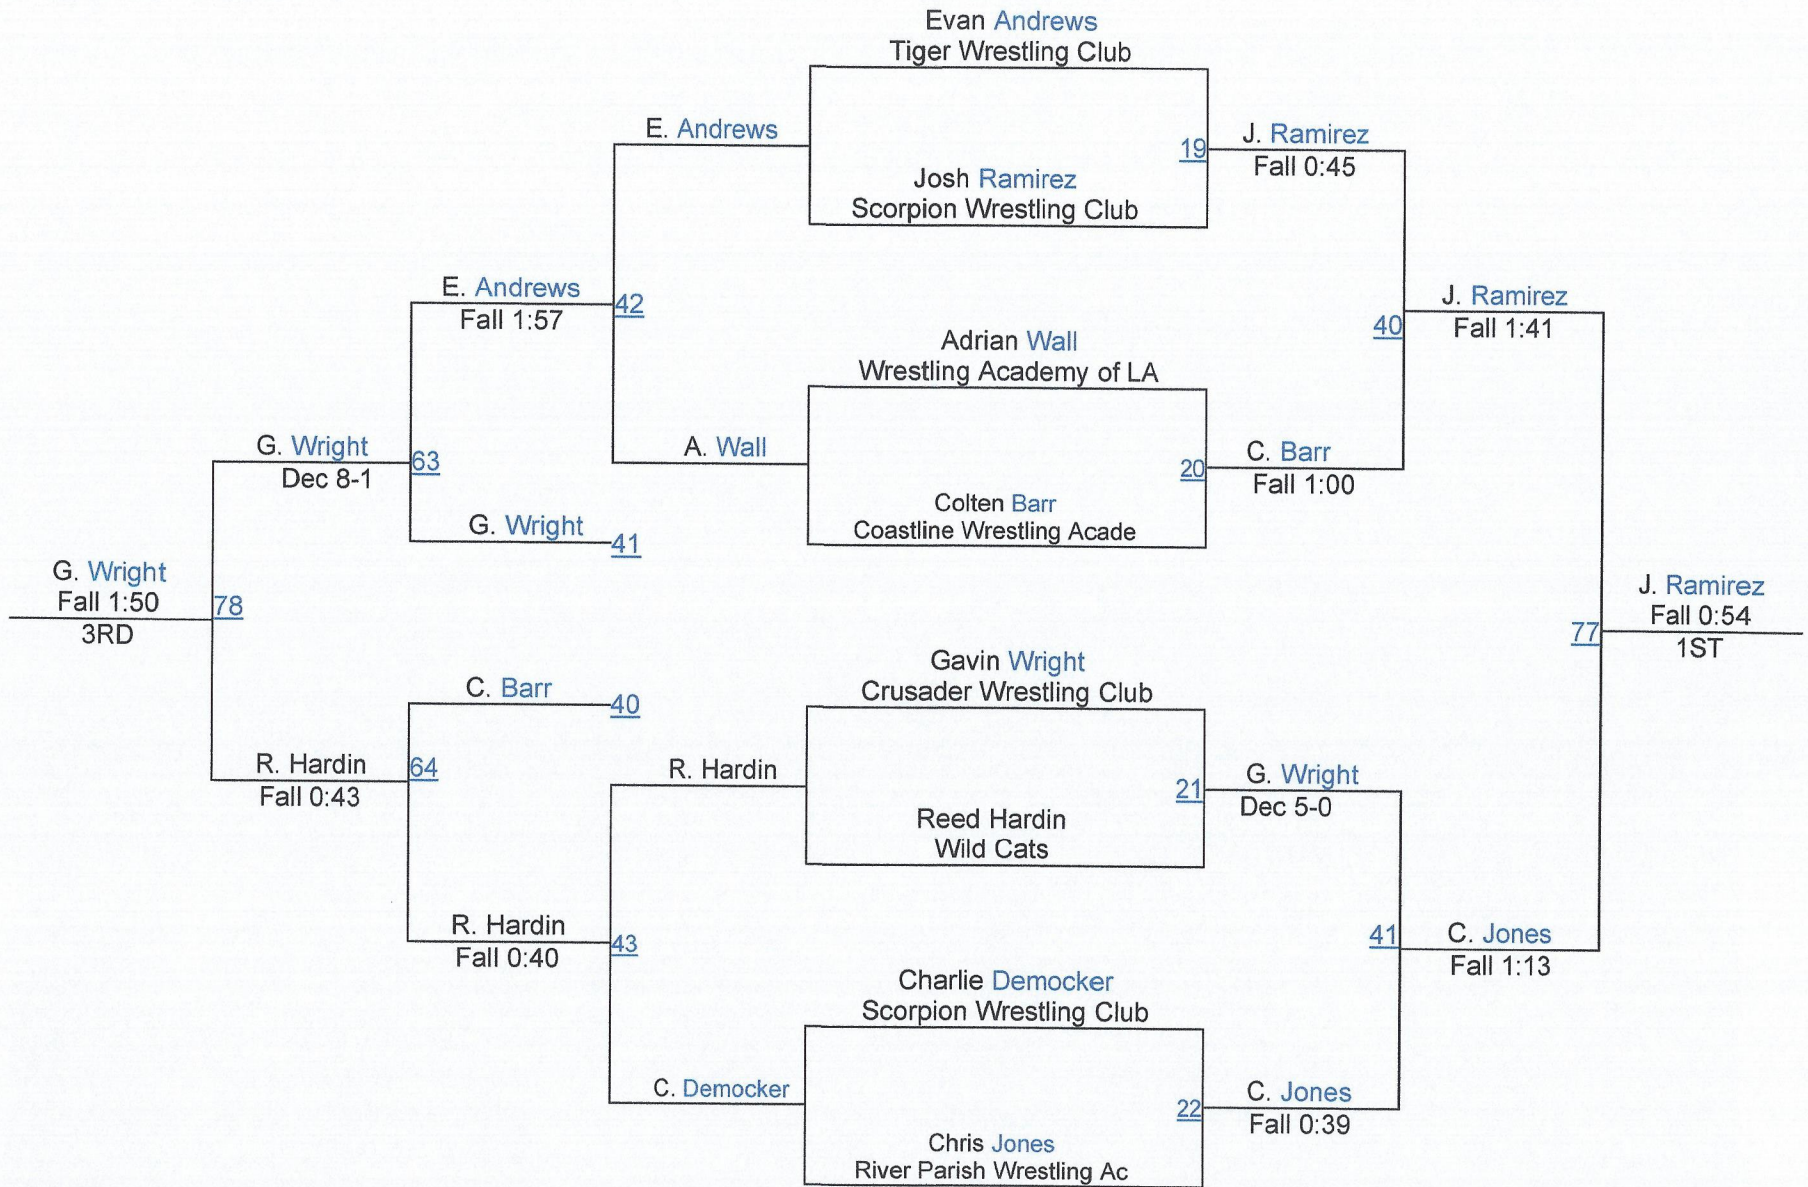 Evan Andrews
Tiger Wrestling Club
E. Andrews
19
J. Ramirez
Fall 0:45
Josh Ramirez
Scorpion Wrestling Club
E. Andrews
Fall 1:57
42
J. Ramirez
Fall 1:41
40
Adrian Wall
Wrestling Academy of LA
G. Wright
Dec 8-1
63
A. Wall
20
C. Barr
Fall 1:00
Colten Barr
Coastline Wrestling Acade
G. Wright
41
G. Wright
Fall 1:50
3RD
78
J. Ramirez
Fall 0:54
1ST
77
Gavin Wright
Crusader Wrestling Club
C. Barr
40
R. Hardin
Fall 0:43
64
R. Hardin
21
G. Wright
Dec 5-0
Reed Hardin
Wild Cats
R. Hardin
Fall 0:40
43
41
C. Jones
Fall 1:13
Charlie Democker
Scorpion Wrestling Club
C. Democker
22
C. Jones
Fall 0:39
Chris Jones
River Parish Wrestling Ac